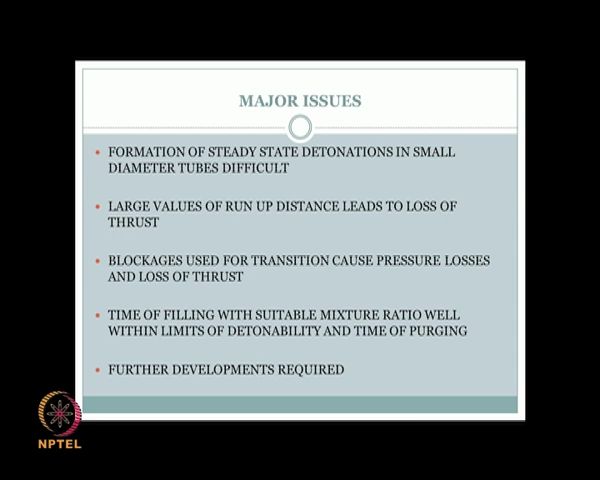 MAJOR ISSUES
• FORMATION OF STEADY STATE DETONATIONS IN SMALL
DIAMETER TUBES DIFFICULT
• LARGE VALUES OF RUN UP DISTANCE LEADS TO LOSS OF
THRUST
• BLOCKAGES USED FOR TRANSITION CAUSE PRESSURE LOSSES
AND LOSS OF THRUST
• TIME OF FILLING WITH SUITABLE MIXTURE RATIO WELL
WITHIN LIMITS OF DETONABILITY AND TIME OF PURGING
• FURTHER DEVELOPMENTS REQUIRED
NPTEL